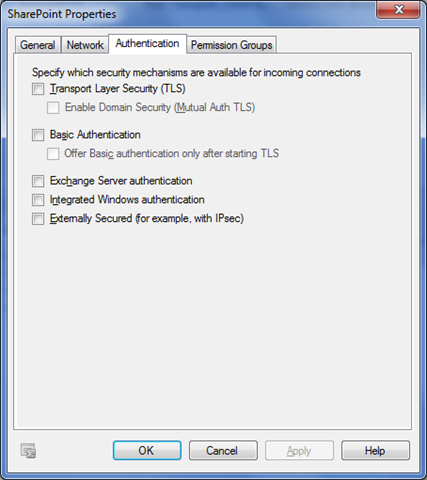 SharePoint Properties
General Network Authentication Permission Groups
Specify which security mechanisms are available for incoming connections
Transport Layer Security (TLS)
Enable Domain Security (Mutual Auth TLS)
Basic Authentication
Offer Basic authentication only after starting TLS
Exchange Server authentication
Integrated Windows authentication
Externally Secured (for example, with IPsec)
OK Cancel Apply Help